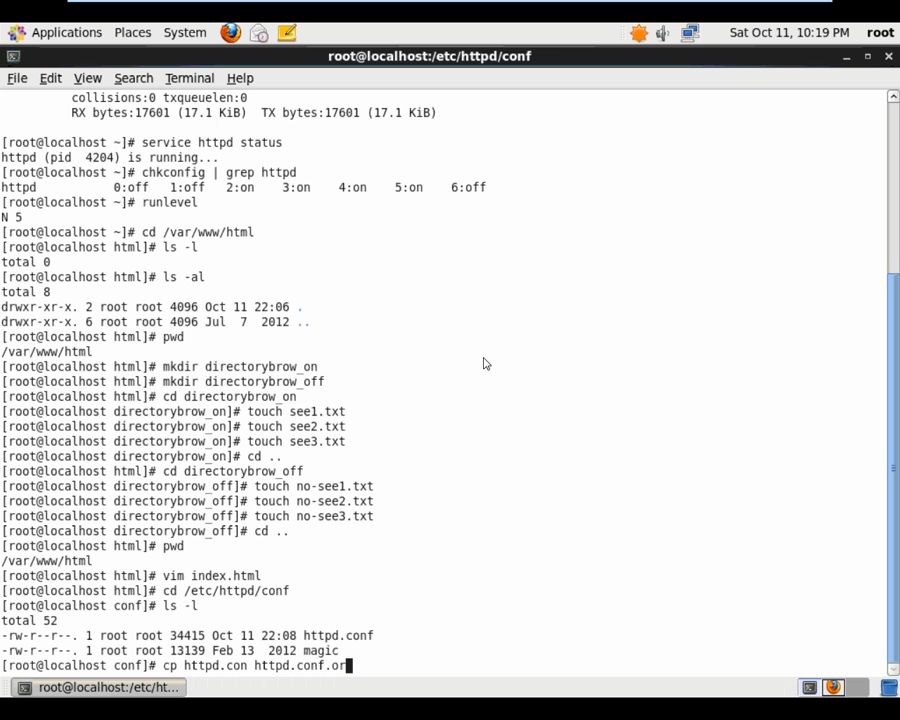 Applications Places System Sat Oct 11, 10:19 PM root
root@localhost:/etc/httpd/conf
File Edit View Search Terminal Help
collisions:0 txqueuelen:0
RX bytes:17601 (17.1 KiB)  TX bytes:17601 (17.1 KiB)
[root@localhost ~]# service httpd status
httpd (pid  4204) is running...
[root@localhost ~]# chkconfig | grep httpd
httpd 0:off 1:off 2:on 3:on 4:on 5:on 6:off
[root@localhost ~]# runlevel
N 5
[root@localhost ~]# cd /var/www/html
[root@localhost html]# ls -l
total 0
[root@localhost html]# ls -al
total 8
drwxr-xr-x. 2 root root 4096 Oct 11 22:06 .
drwxr-xr-x. 6 root root 4096 Jul  7  2012 ..
[root@localhost html]# pwd
/var/www/html
[root@localhost html]# mkdir directorybrow_on
[root@localhost html]# mkdir directorybrow_off
[root@localhost html]# cd directorybrow_on
[root@localhost directorybrow_on]# touch see1.txt
[root@localhost directorybrow_on]# touch see2.txt
[root@localhost directorybrow_on]# touch see3.txt
[root@localhost directorybrow_on]# cd ..
[root@localhost html]# cd directorybrow_off
[root@localhost directorybrow_off]# touch no-see1.txt
[root@localhost directorybrow_off]# touch no-see2.txt
[root@localhost directorybrow_off]# touch no-see3.txt
[root@localhost directorybrow_off]# cd ..
[root@localhost html]# pwd
/var/www/html
[root@localhost html]# vim index.html
[root@localhost html]# cd /etc/httpd/conf
[root@localhost conf]# ls -l
total 52
-rw-r--r--. 1 root root 34415 Oct 11 22:08 httpd.conf
-rw-r--r--. 1 root root 13139 Feb 13  2012 magic
[root@localhost conf]# cp httpd.con httpd.conf.or
root@localhost:/etc/ht...